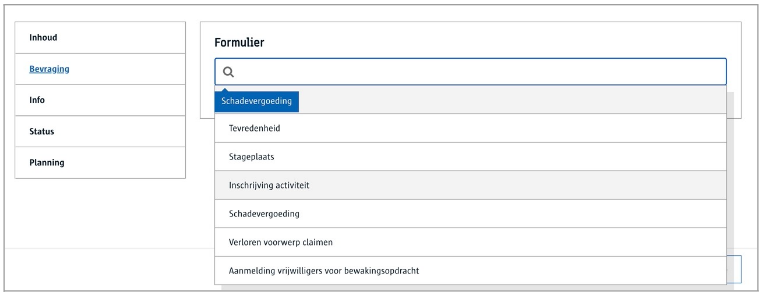 Inhoud
Bevraging
Info
Status
Planning
Formulier
Schadevergoeding
Tevredenheid
Stageplaats
Inschrijving activiteit
Schadevergoeding
Verloren voorwerp claimen
Aanmelding vrijwilligers voor bewakingsopdracht